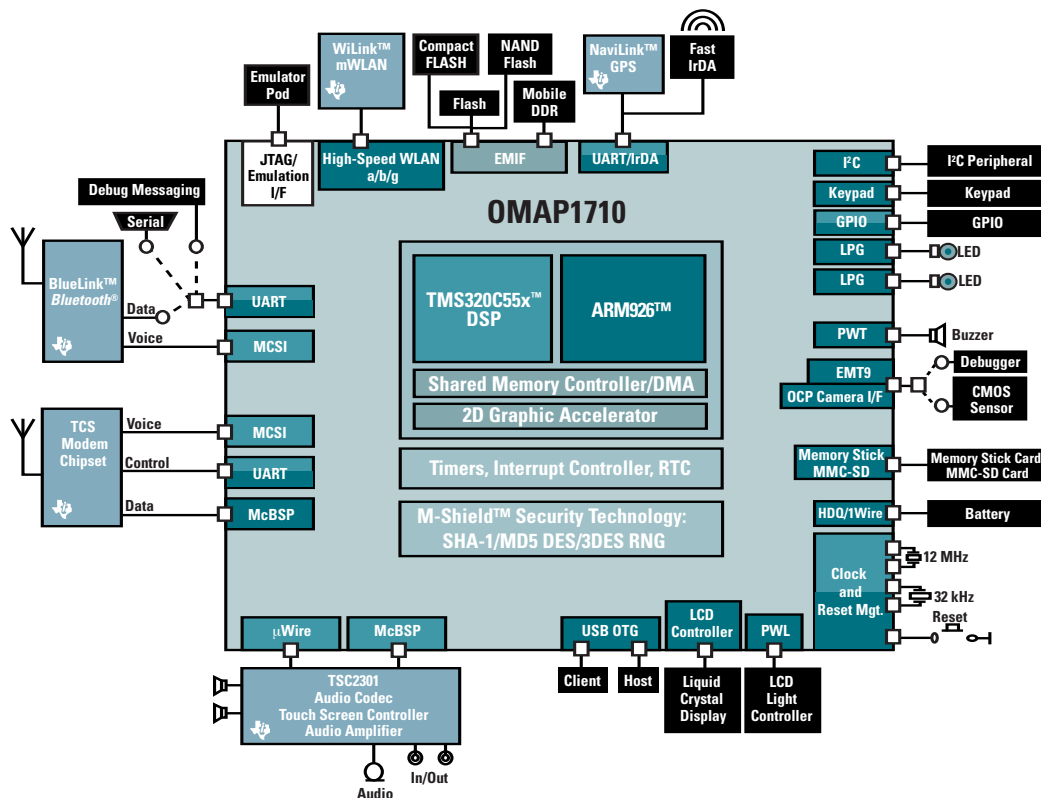 WiLink™
mWLAN
Compact
FLASH
NAND
Flash
NaviLink™
GPS
Fast
IrDA
Emulator
Pod
Flash
Mobile
DDR
JTAG/
Emulation
I/F
High-Speed WLAN
a/b/g
EMIF
UART/IrDA
I²C
I²C Peripheral
Keypad
Keypad
GPIO
GPIO
LPG
LED
LPG
LED
PWT
Buzzer
EMT9
OCP Camera I/F
Debugger
CMOS
Sensor
Memory Stick
MMC-SD
Memory Stick Card
MMC-SD Card
HDQ/1Wire
Battery
Clock
and
Reset Mgt.
12 MHz
32 kHz
Reset
Debug Messaging
Serial
BlueLink™
Bluetooth®
Data
Voice
UART
MCSI
TCS
Modem
Chipset
Voice
Control
Data
MCSI
UART
McBSP
OMAP1710
TMS320C55x™
DSP
ARM926™
Shared Memory Controller/DMA
2D Graphic Accelerator
Timers, Interrupt Controller, RTC
M-Shield™ Security Technology:
SHA-1/MD5 DES/3DES RNG
µWire
McBSP
USB OTG
LCD
Controller
PWL
TSC2301
Audio Codec
Touch Screen Controller
Audio Amplifier
Client
Host
Liquid
Crystal
Display
LCD
Light
Controller
In/Out
Audio